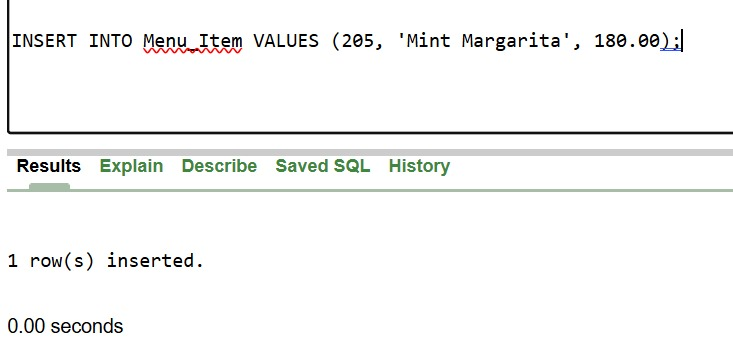 INSERT INTO Menu_Item VALUES (205, 'Mint Margarita', 180.00);
Results Explain Describe Saved SQL History
1 row(s) inserted.
0.00 seconds